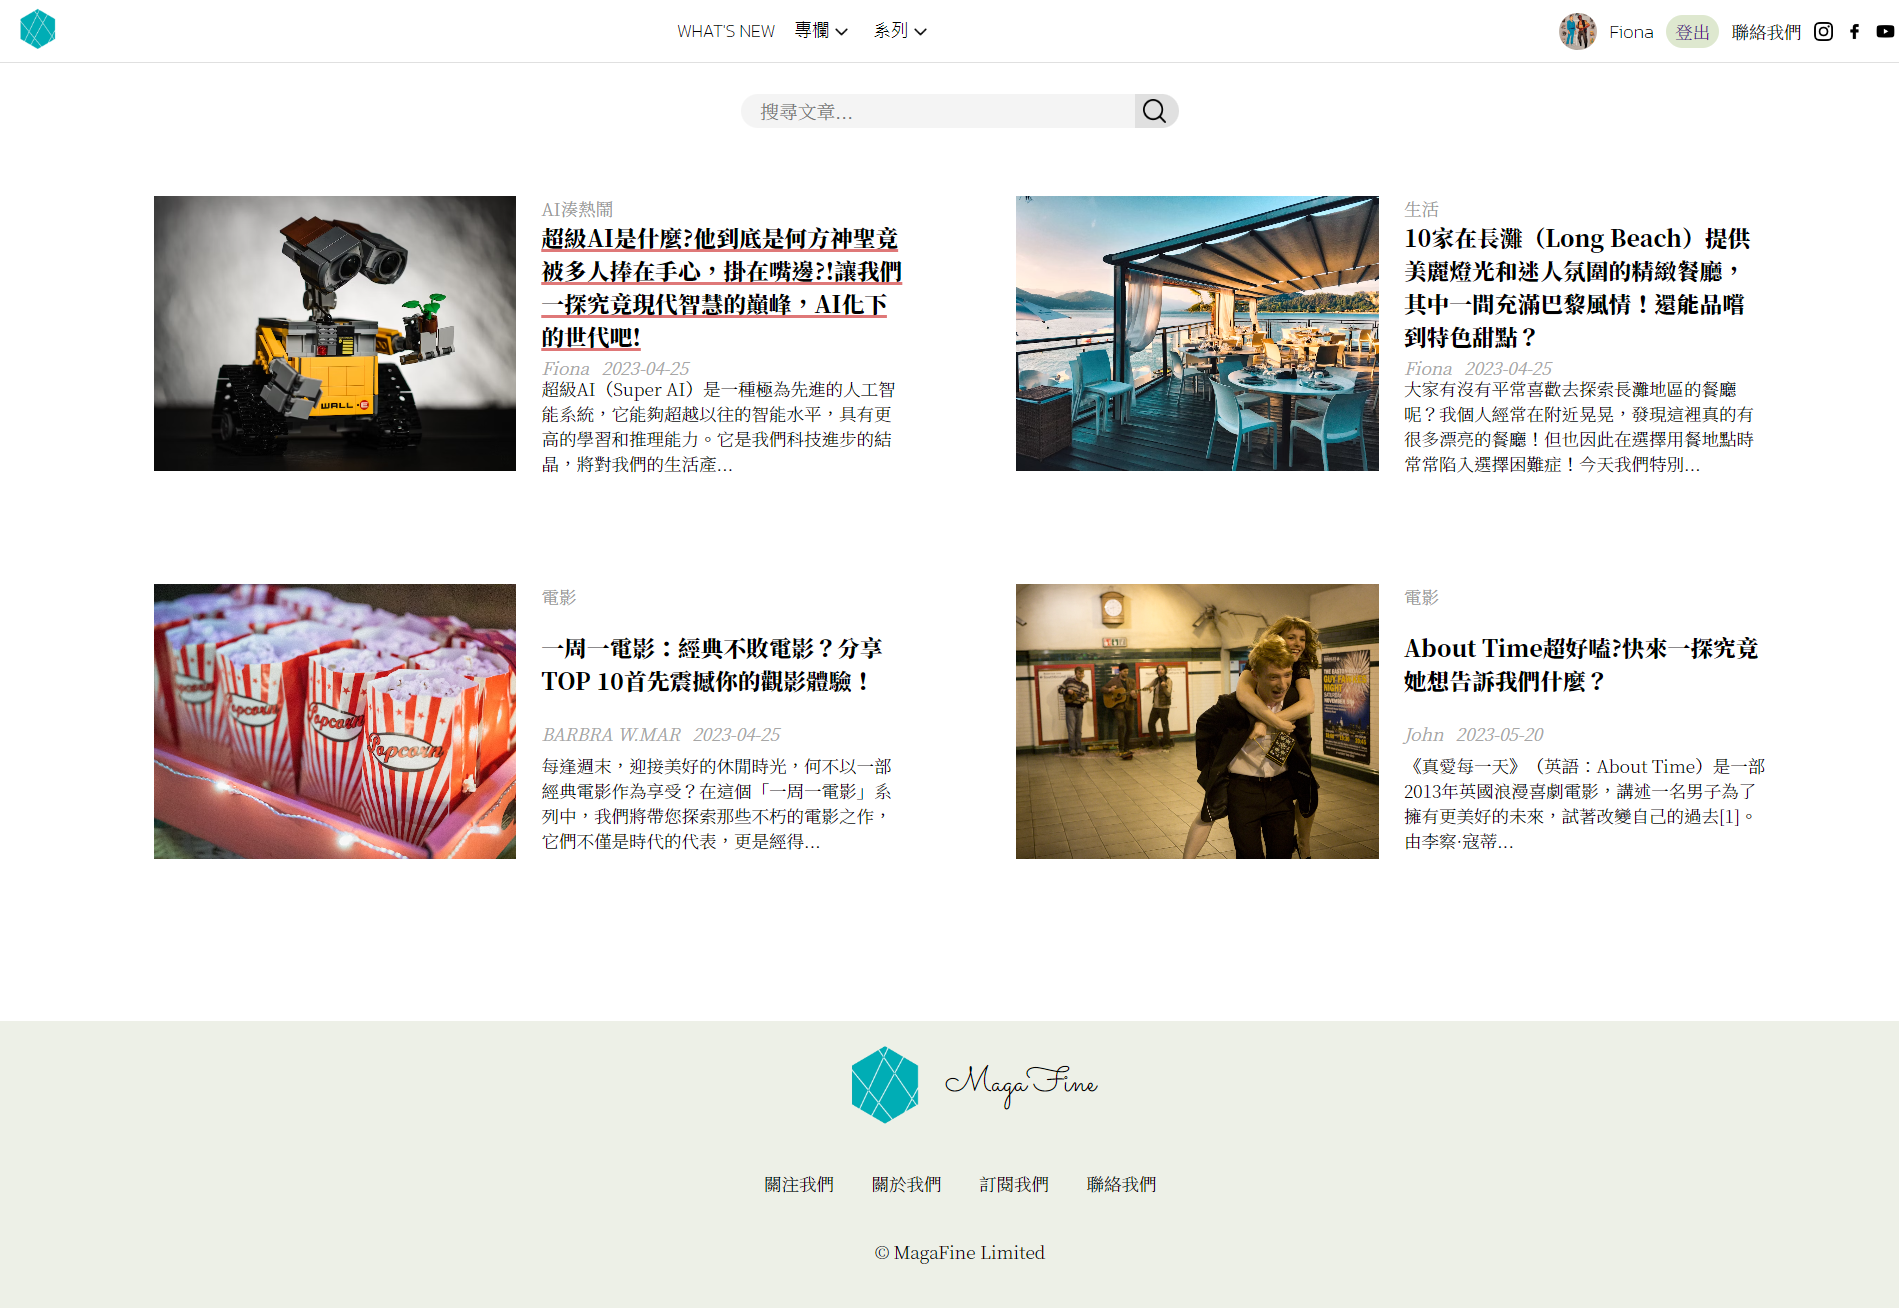 WHAT'S NEW 專欄 系列 Fiona 登出 聯絡我們
搜尋文章...
AI湊熱鬧
超級AI是什麼?他到底是何方神聖竟
被多人捧在手心，掛在嘴邊?!讓我們
一探究竟現代智慧的巔峰，AI化下
的世代吧!
Fiona 2023-04-25
超級AI（Super AI）是一種極為先進的人工智
能系統，它能夠超越以往的智能水平，具有更
高的學習和推理能力。它是我們科技進步的結
晶，將對我們的生活產...
WALL·E
生活
10家在長灘（Long Beach）提供
美麗燈光和迷人氛圍的精緻餐廳，
其中一間充滿巴黎風情！還能品嚐
到特色甜點？
Fiona 2023-04-25
大家有沒有平常喜歡去探索長灘地區的餐廳
呢？我個人經常在附近晃晃，發現這裡真的有
很多漂亮的餐廳！但也因此在選擇用餐地點時
常常陷入選擇困難症！今天我們特別...
電影
一周一電影：經典不敗電影？分享
TOP 10首先震撼你的觀影體驗！
BARBRA W.MAR 2023-04-25
每逢週末，迎接美好的休閒時光，何不以一部
經典電影作為享受？在這個「一周一電影」系
列中，我們將帶您探索那些不朽的電影之作，
它們不僅是時代的代表，更是經得...
Popcorn
Popcorn
Popcorn
Popcorn
電影
About Time超好嗑?快來一探究竟
她想告訴我們什麼？
John 2023-05-20
《真愛每一天》（英語：About Time）是一部
2013年英國浪漫喜劇電影，講述一名男子為了
擁有更美好的未來，試著改變自己的過去[1]。
由李察·寇蒂...
MagaFine
關注我們 關於我們 訂閱我們 聯絡我們
© MagaFine Limited